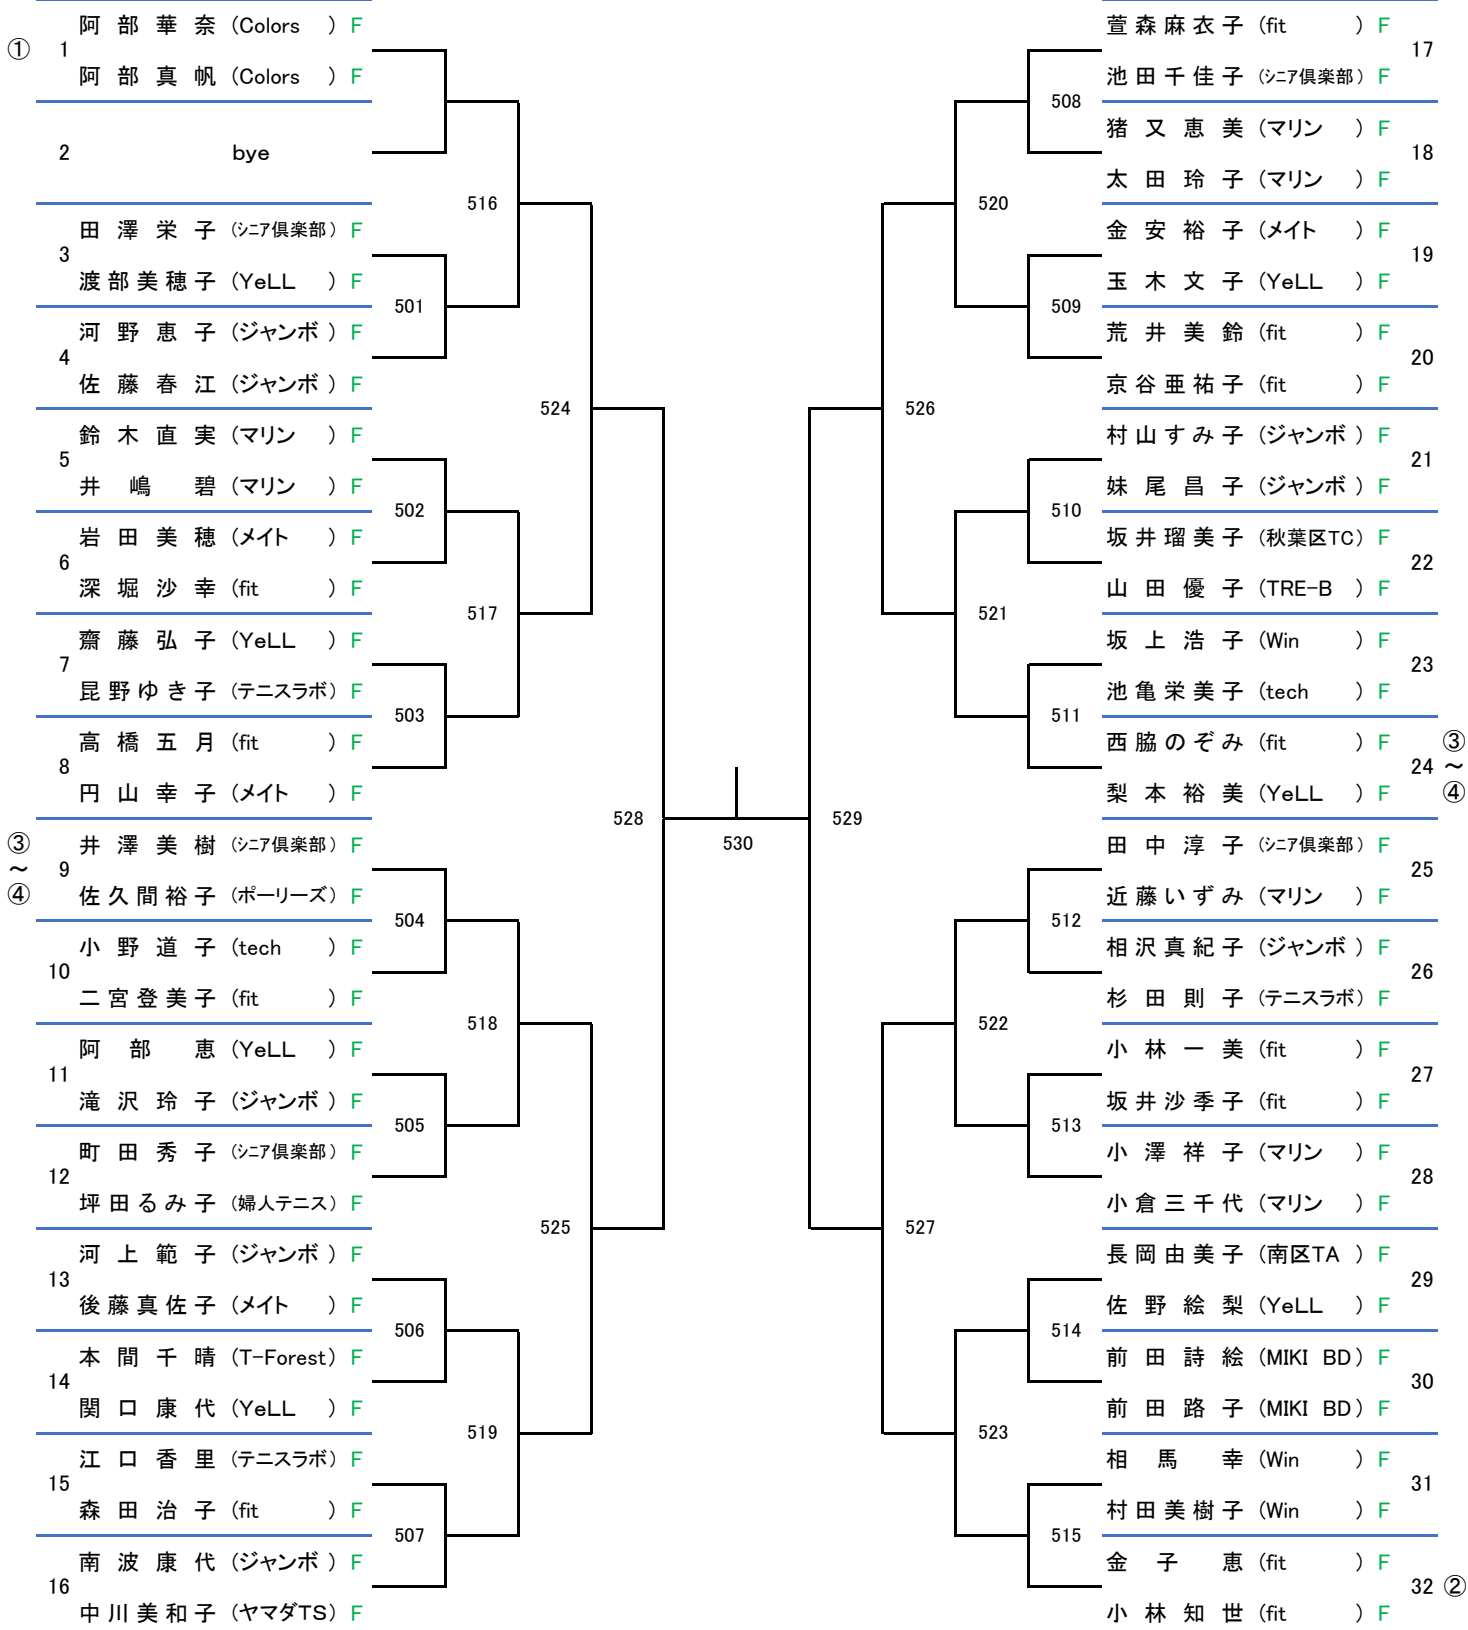 阿部華奈 (Colors) F
① 1
阿部真帆 (Colors) F
2 bye
516
田澤栄子 (シニア倶楽部) F
3
渡部美穂子 (YeLL) F
501
河野恵子 (ジャンボ) F
4
佐藤春江 (ジャンボ) F
524
鈴木直実 (マリン) F
5
井嶋碧 (マリン) F
502
岩田美穂 (メイト) F
6
深堀沙幸 (fit) F
517
齋藤弘子 (YeLL) F
7
昆野ゆき子 (テニスラボ) F
503
高橋五月 (fit) F
8
円山幸子 (メイト) F
528
井澤美樹 (シニア倶楽部) F
③～④ 9
佐久間裕子 (ポーリーズ) F
504
小野道子 (tech) F
10
二宮登美子 (fit) F
518
阿部恵 (YeLL) F
11
滝沢玲子 (ジャンボ) F
505
町田秀子 (シニア倶楽部) F
12
坪田るみ子 (婦人テニス) F
525
河上範子 (ジャンボ) F
13
後藤真佐子 (メイト) F
506
本間千晴 (T-Forest) F
14
関口康代 (YeLL) F
519
江口香里 (テニスラボ) F
15
森田治子 (fit) F
507
南波康代 (ジャンボ) F
16
中川美和子 (ヤマダTS) F
530
萱森麻衣子 (fit) F
17
池田千佳子 (シニア倶楽部) F
508
猪又恵美 (マリン) F
18
太田玲子 (マリン) F
520
金安裕子 (メイト) F
19
玉木文子 (YeLL) F
509
荒井美鈴 (fit) F
20
京谷亜祐子 (fit) F
526
村山すみ子 (ジャンボ) F
21
妹尾昌子 (ジャンボ) F
510
坂井瑠美子 (秋葉区TC) F
22
山田優子 (TRE-B) F
521
坂上浩子 (Win) F
23
池亀栄美子 (tech) F
511
西脇のぞみ (fit) F
24 ③～④
梨本裕美 (YeLL) F
529
田中淳子 (シニア倶楽部) F
25
近藤いずみ (マリン) F
512
相沢真紀子 (ジャンボ) F
26
杉田則子 (テニスラボ) F
522
小林一美 (fit) F
27
坂井沙季子 (fit) F
513
小澤祥子 (マリン) F
28
小倉三千代 (マリン) F
527
長岡由美子 (南区TA) F
29
佐野絵梨 (YeLL) F
514
前田詩絵 (MIKI BD) F
30
前田路子 (MIKI BD) F
523
相馬幸 (Win) F
31
村田美樹子 (Win) F
515
金子恵 (fit) F
32 ②
小林知世 (fit) F